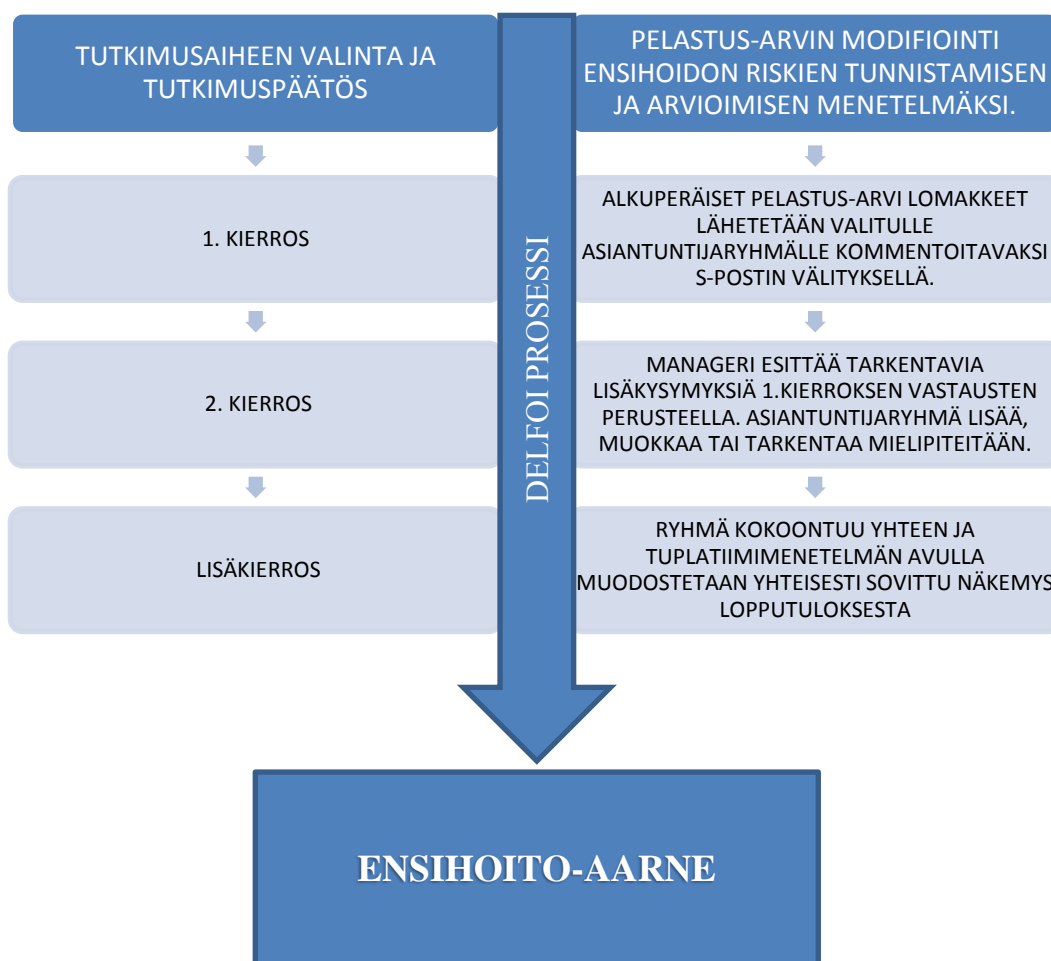 TUTKIMUSAIHEEN VALINTA JA
TUTKIMUSPÄÄTÖS
PELASTUS-ARVIN MODIFIOINTI
ENSIHOIDON RISKIEN TUNNISTAMISEN
JA ARVIOIMISEN MENETELMÄKSI.
1. KIERROS
ALKUPERÄISET PELASTUS-ARVI LOMAKKEET
LÄHETETÄÄN VALITULLE
ASIANTUNTIJARYHMÄLLE KOMMENTOITAVAKSI
S-POSTIN VÄLITYKSELLÄ.
2. KIERROS
MANAGERI ESITTÄÄ TARKENTAVIA
LISÄKYSYMYKSIÄ 1.KIERROKSEN VASTAUSTEN
PERUSTEELLA. ASIANTUNTIJARYHMÄ LISÄÄ,
MUOKKAA TAI TARKENTAA MIELIPITEITÄÄN.
LISÄKIERROS
RYHMÄ KOKOONTUU YHTEEN JA
TUPLATIIMIMENETELMÄN AVULLA
MUODOSTETAAN YHTEISESTI SOVITTU NÄKEMYS
LOPPUTULOKSESTA
DELFOI PROSESSI
ENSIHOITO-AARNE